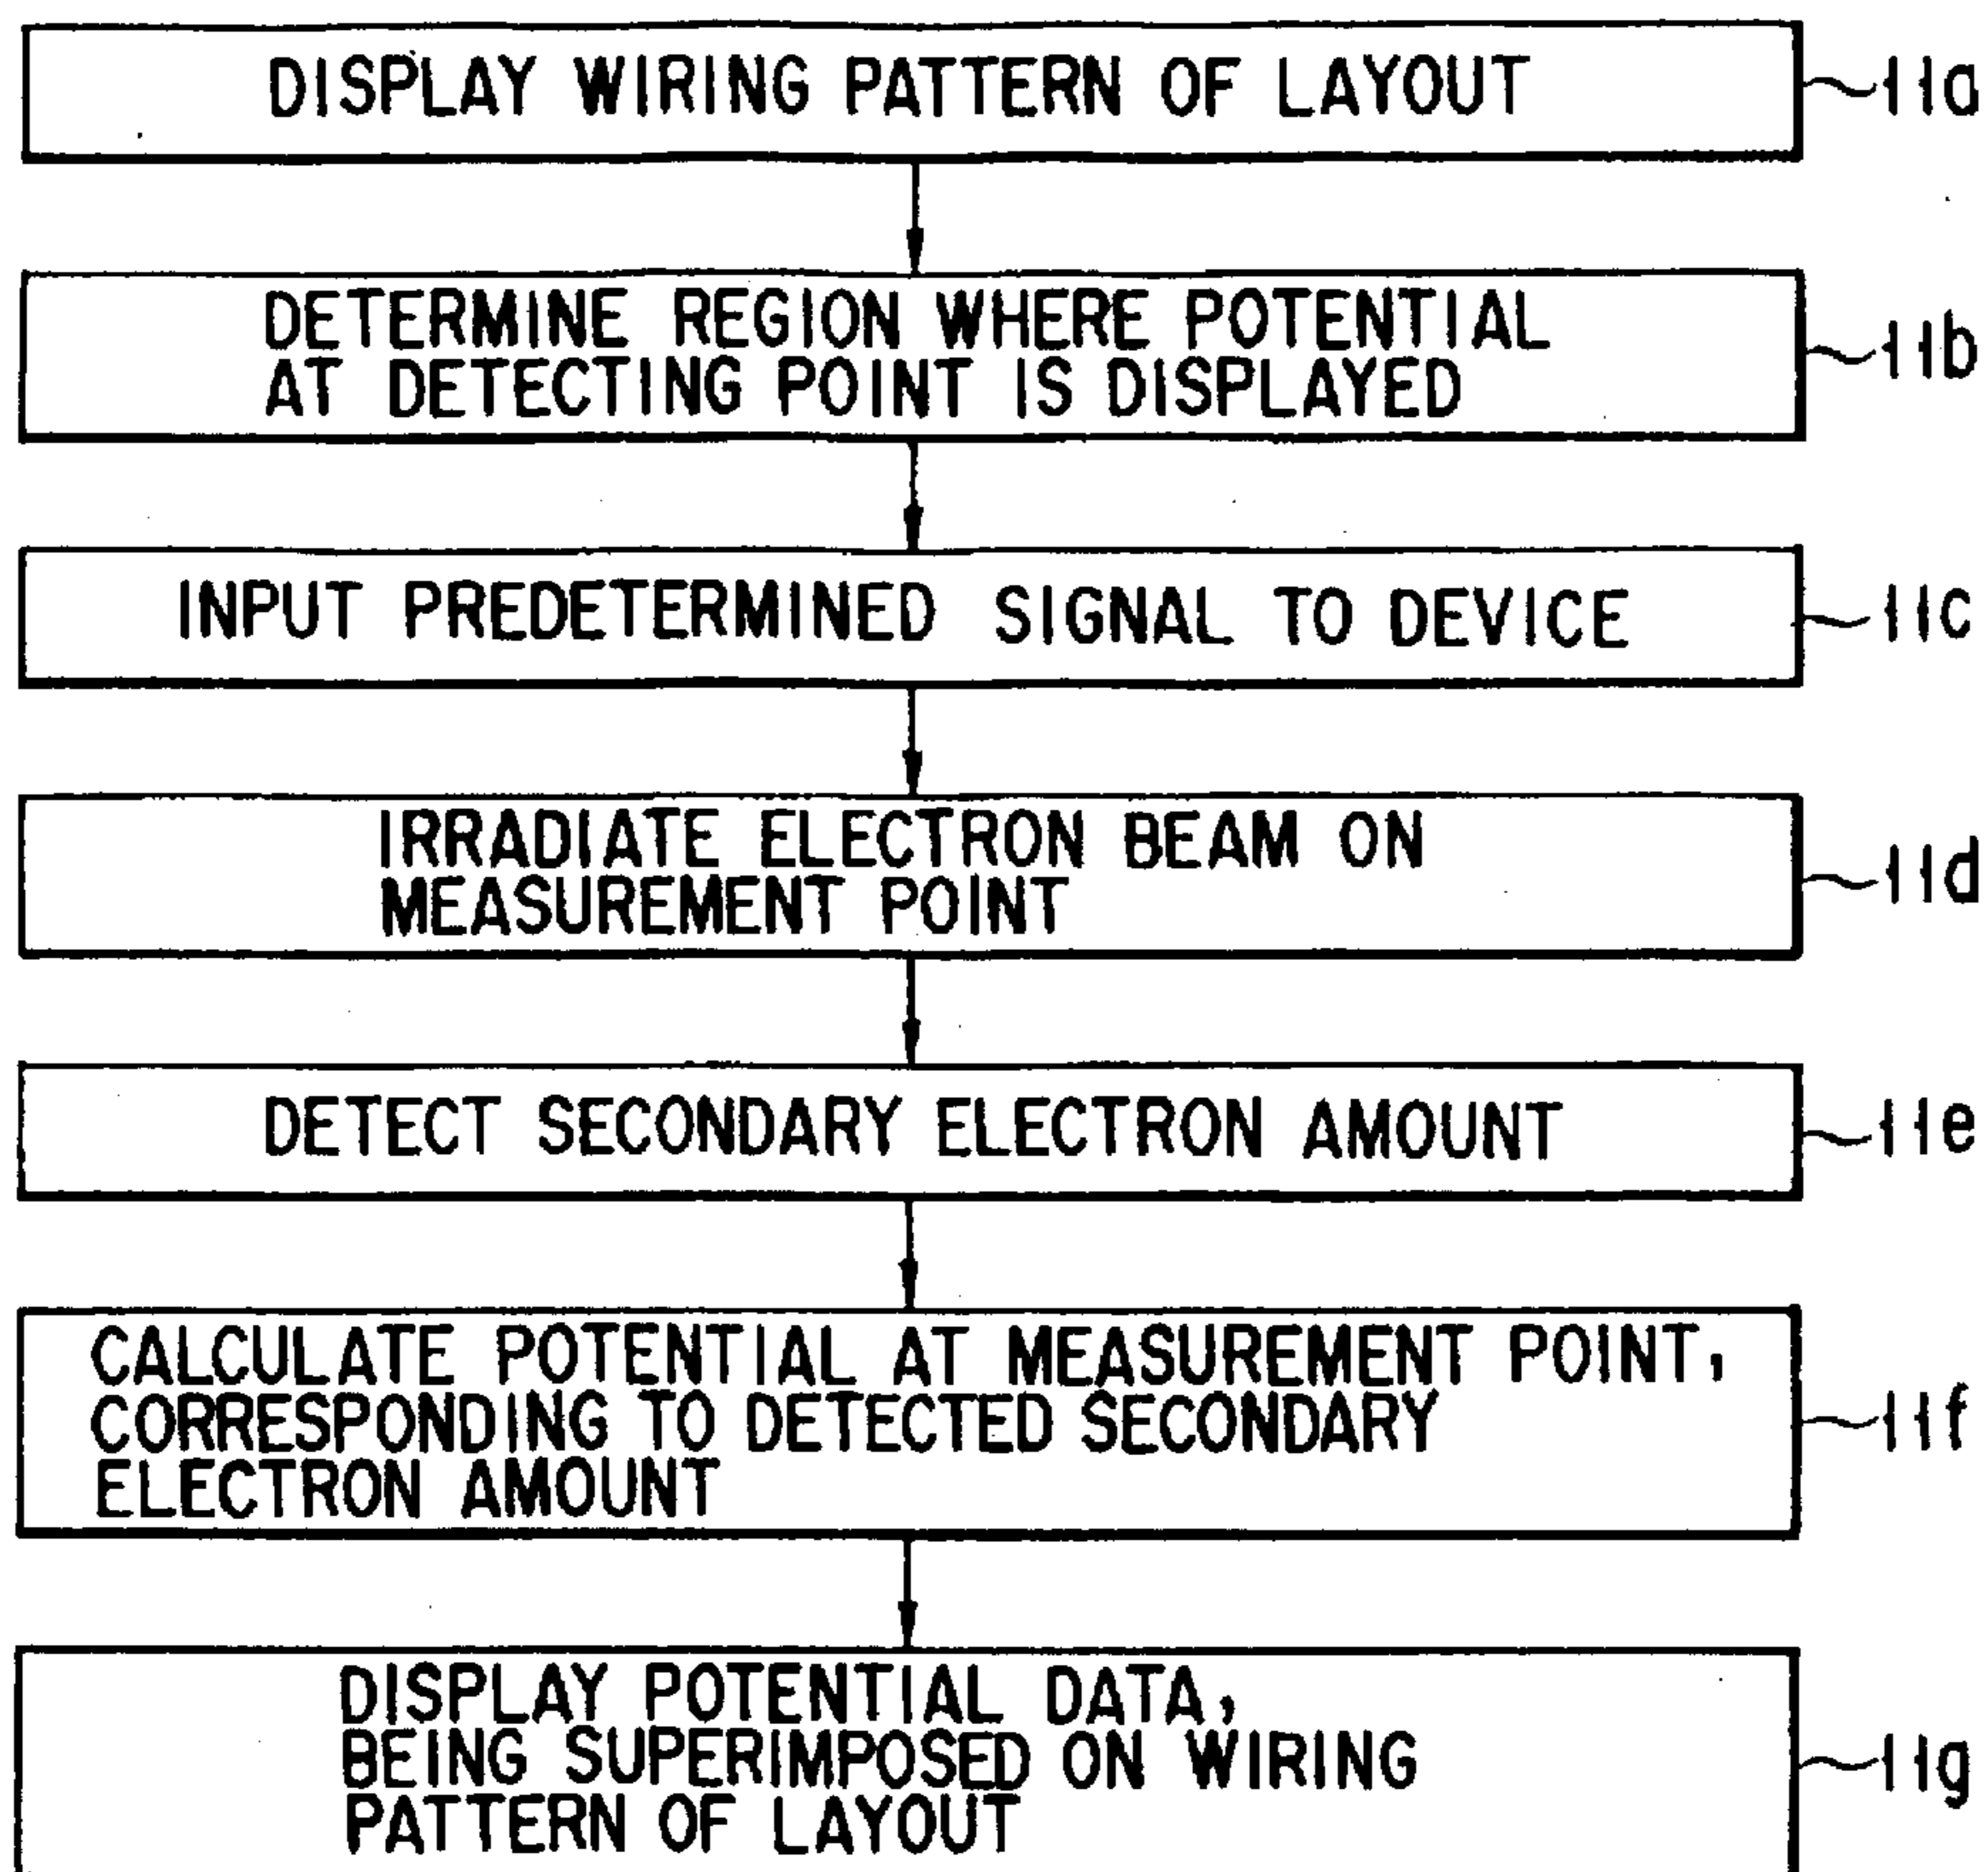 DISPLAY WIRING PATTERN OF LAYOUT 11a
DETERMINE REGION WHERE POTENTIAL
AT DETECTING POINT IS DISPLAYED 11b
INPUT PREDETERMINED SIGNAL TO DEVICE 11c
IRRADIATE ELECTRON BEAM ON
MEASUREMENT POINT 11d
DETECT SECONDARY ELECTRON AMOUNT 11e
CALCULATE POTENTIAL AT MEASUREMENT POINT,
CORRESPONDING TO DETECTED SECONDARY 11f
ELECTRON AMOUNT
DISPLAY POTENTIAL DATA,
BEING SUPERIMPOSED ON WIRING 11g
PATTERN OF LAYOUT